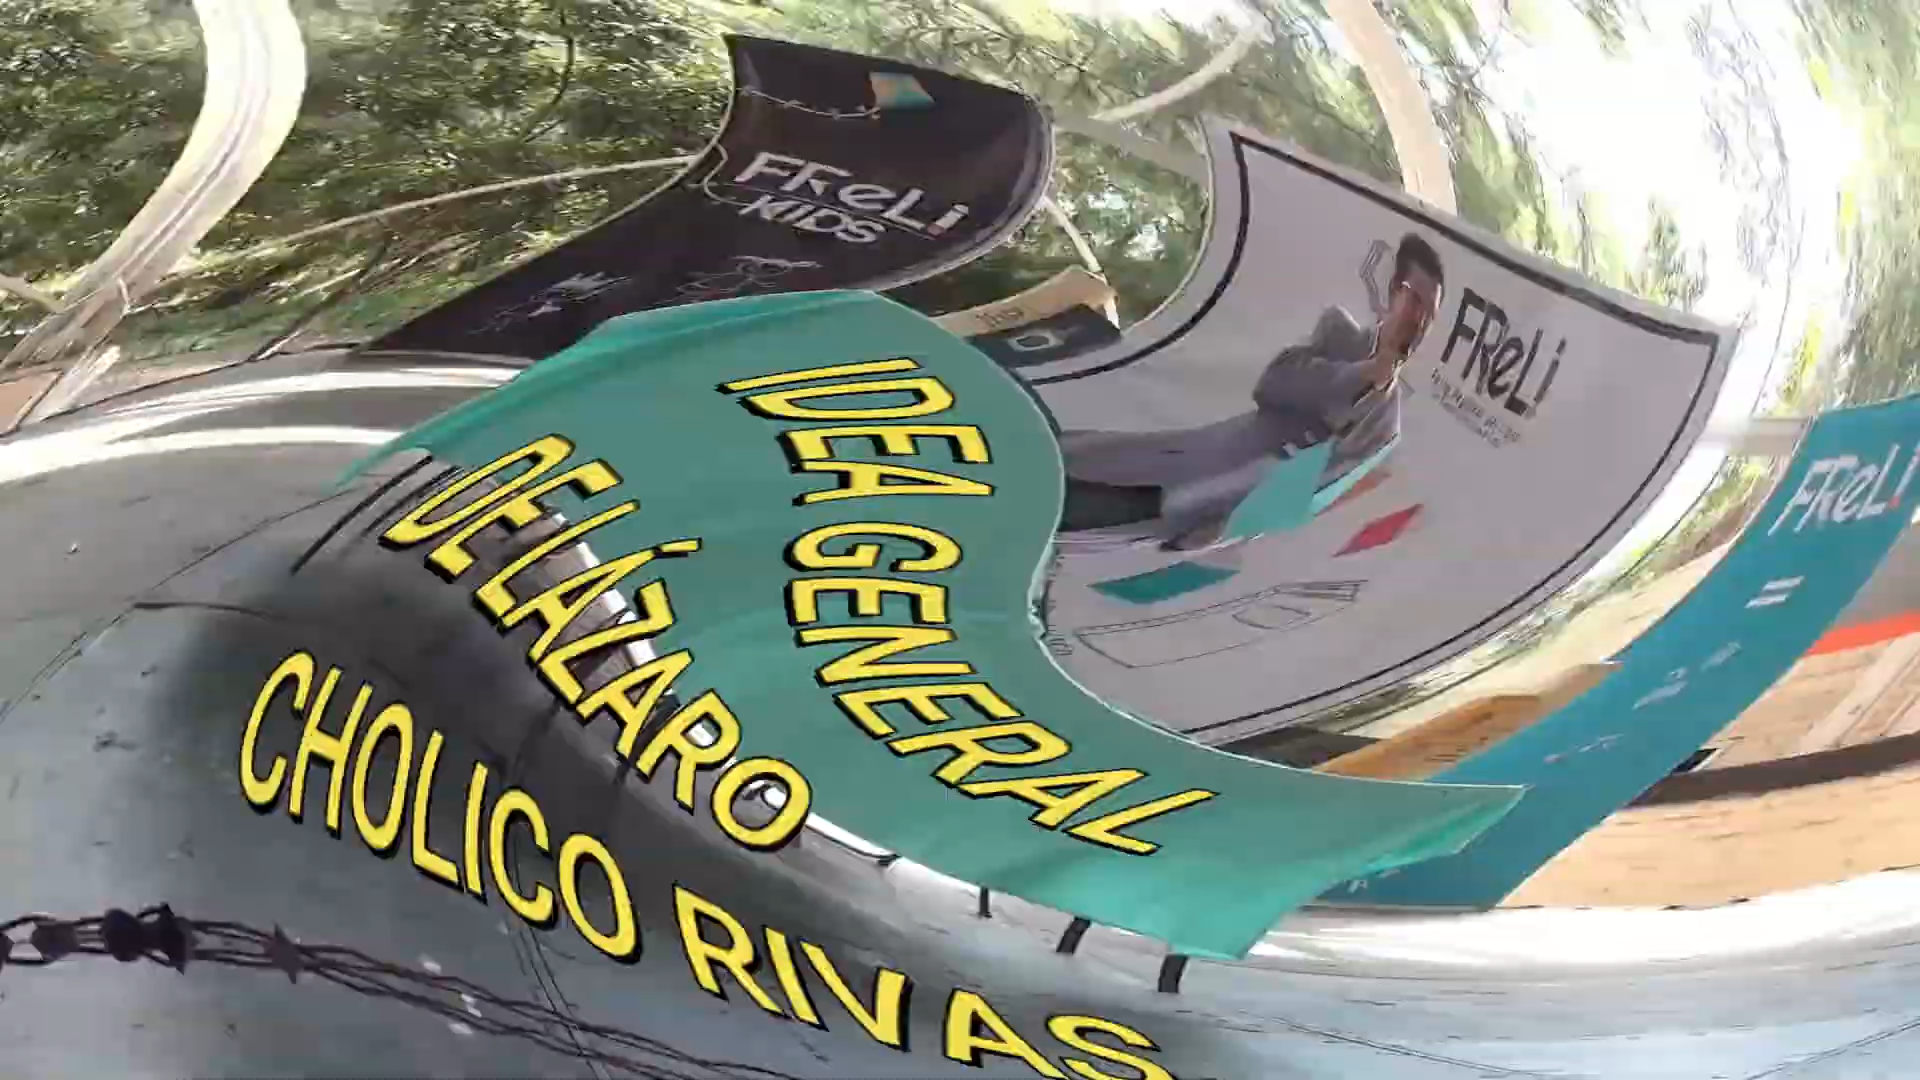 FReLi
KIDS
FReLi
FReLi
IDEA GENERAL
DE LÁZARO
CHOLICO RIVAS